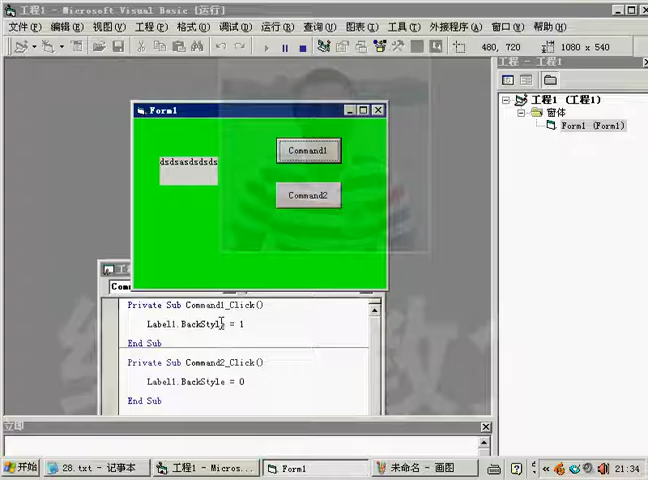 工程1 - Microsoft Visual Basic [运行]
文件(F) 编辑(E) 视图(V) 工程(P) 格式(O) 调试(D) 运行(R) 查询(U) 图表(I) 工具(T) 外接程序(A) 窗口(W) 帮助(H)
480, 720 1080 x 540
工程 - 工程1
工程1 (工程1)
窗体
Form1 (Form1)
Form1
dsdsasdsdsds
Command1
Command2
Private Sub Command1_Click()
Label1.BackStyle = 1
End Sub
Private Sub Command2_Click()
Label1.BackStyle = 0
End Sub
立即
开始 28.txt - 记事本 工程1 - Micros... Form1 未命名 - 画图 21:34